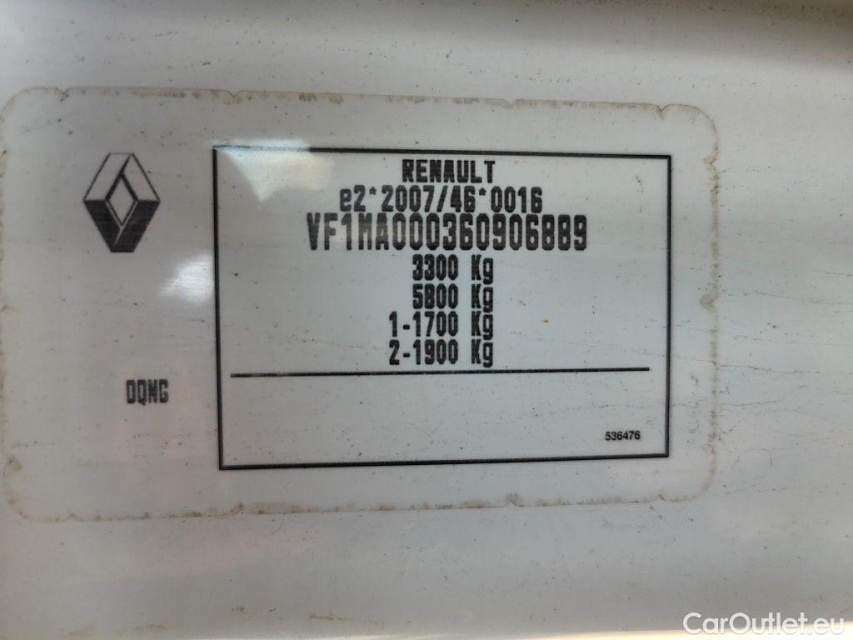 RENAULT
e2*2007/46*0016
VF1MA000360906889
3300 Kg
5800 Kg
1-1700 Kg
2-1900 Kg
DQNG
536476
CarOutlet.eu